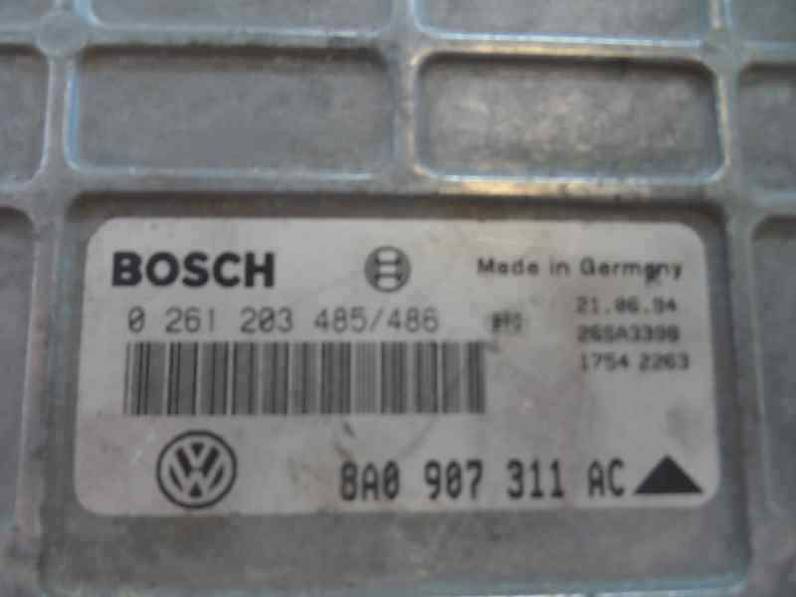 BOSCH
Made in Germany
0 261 203 485/486
21.06.94
1754 2263
8A0 907 311 AC